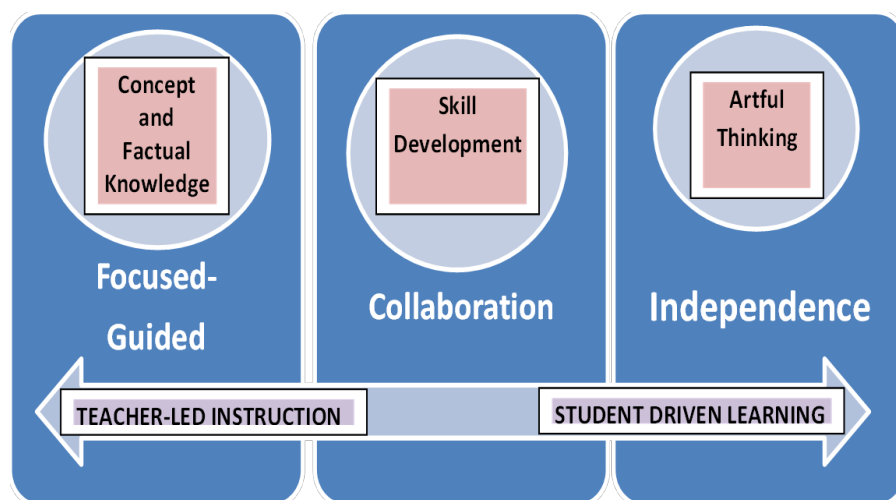 Concept
and
Factual
Knowledge
Focused-
Guided
Skill
Development
Collaboration
Artful
Thinking
Independence
TEACHER-LED INSTRUCTION
STUDENT DRIVEN LEARNING